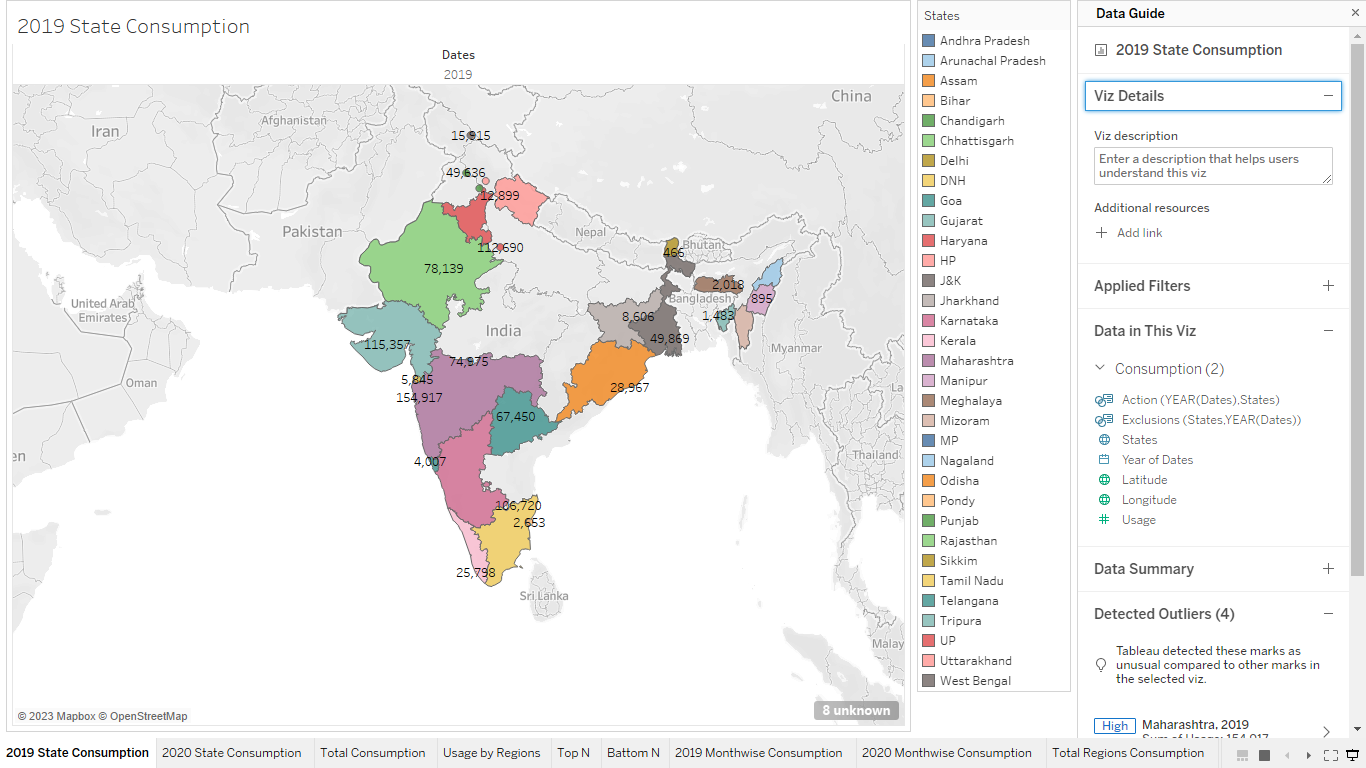 2019 State Consumption
Dates
2019
China
Iran
Afghanistan
15,915
49,636
12,899
Pakistan
Nepal
Bhutan
112,690
466
78,139
2,018
895
United Arab
Emirates
Bangladesh
1,483
India
8,606
115,357
49,869
Myanmar
74,975
Oman
5,845
28,967
154,917
67,450
en
La
Thailand
4,007
106,720
2,653
25,798
Sri Lanka
Malay
© 2023 Mapbox © OpenStreetMap
8 unknown
States
Andhra Pradesh
Arunachal Pradesh
Assam
Bihar
Chandigarh
Chhattisgarh
Delhi
DNH
Goa
Gujarat
Haryana
HP
J&K
Jharkhand
Karnataka
Kerala
Maharashtra
Manipur
Meghalaya
Mizoram
MP
Nagaland
Odisha
Pondy
Punjab
Rajasthan
Sikkim
Tamil Nadu
Telangana
Tripura
UP
Uttarakhand
West Bengal
Data Guide
2019 State Consumption
Viz Details
Viz description
Enter a description that helps users
understand this viz
Additional resources
Add link
Applied Filters
Data in This Viz
Consumption (2)
Action (YEAR(Dates),States)
Exclusions (States,YEAR(Dates))
States
Year of Dates
Latitude
Longitude
Usage
Data Summary
Detected Outliers (4)
Tableau detected these marks as
unusual compared to other marks in
the selected viz.
High Maharashtra, 2019
Sum of Usage: 154,917
2019 State Consumption 2020 State Consumption Total Consumption Usage by Regions Top N Battom N 2019 Monthwise Consumption 2020 Monthwise Consumption Total Regions Consumption